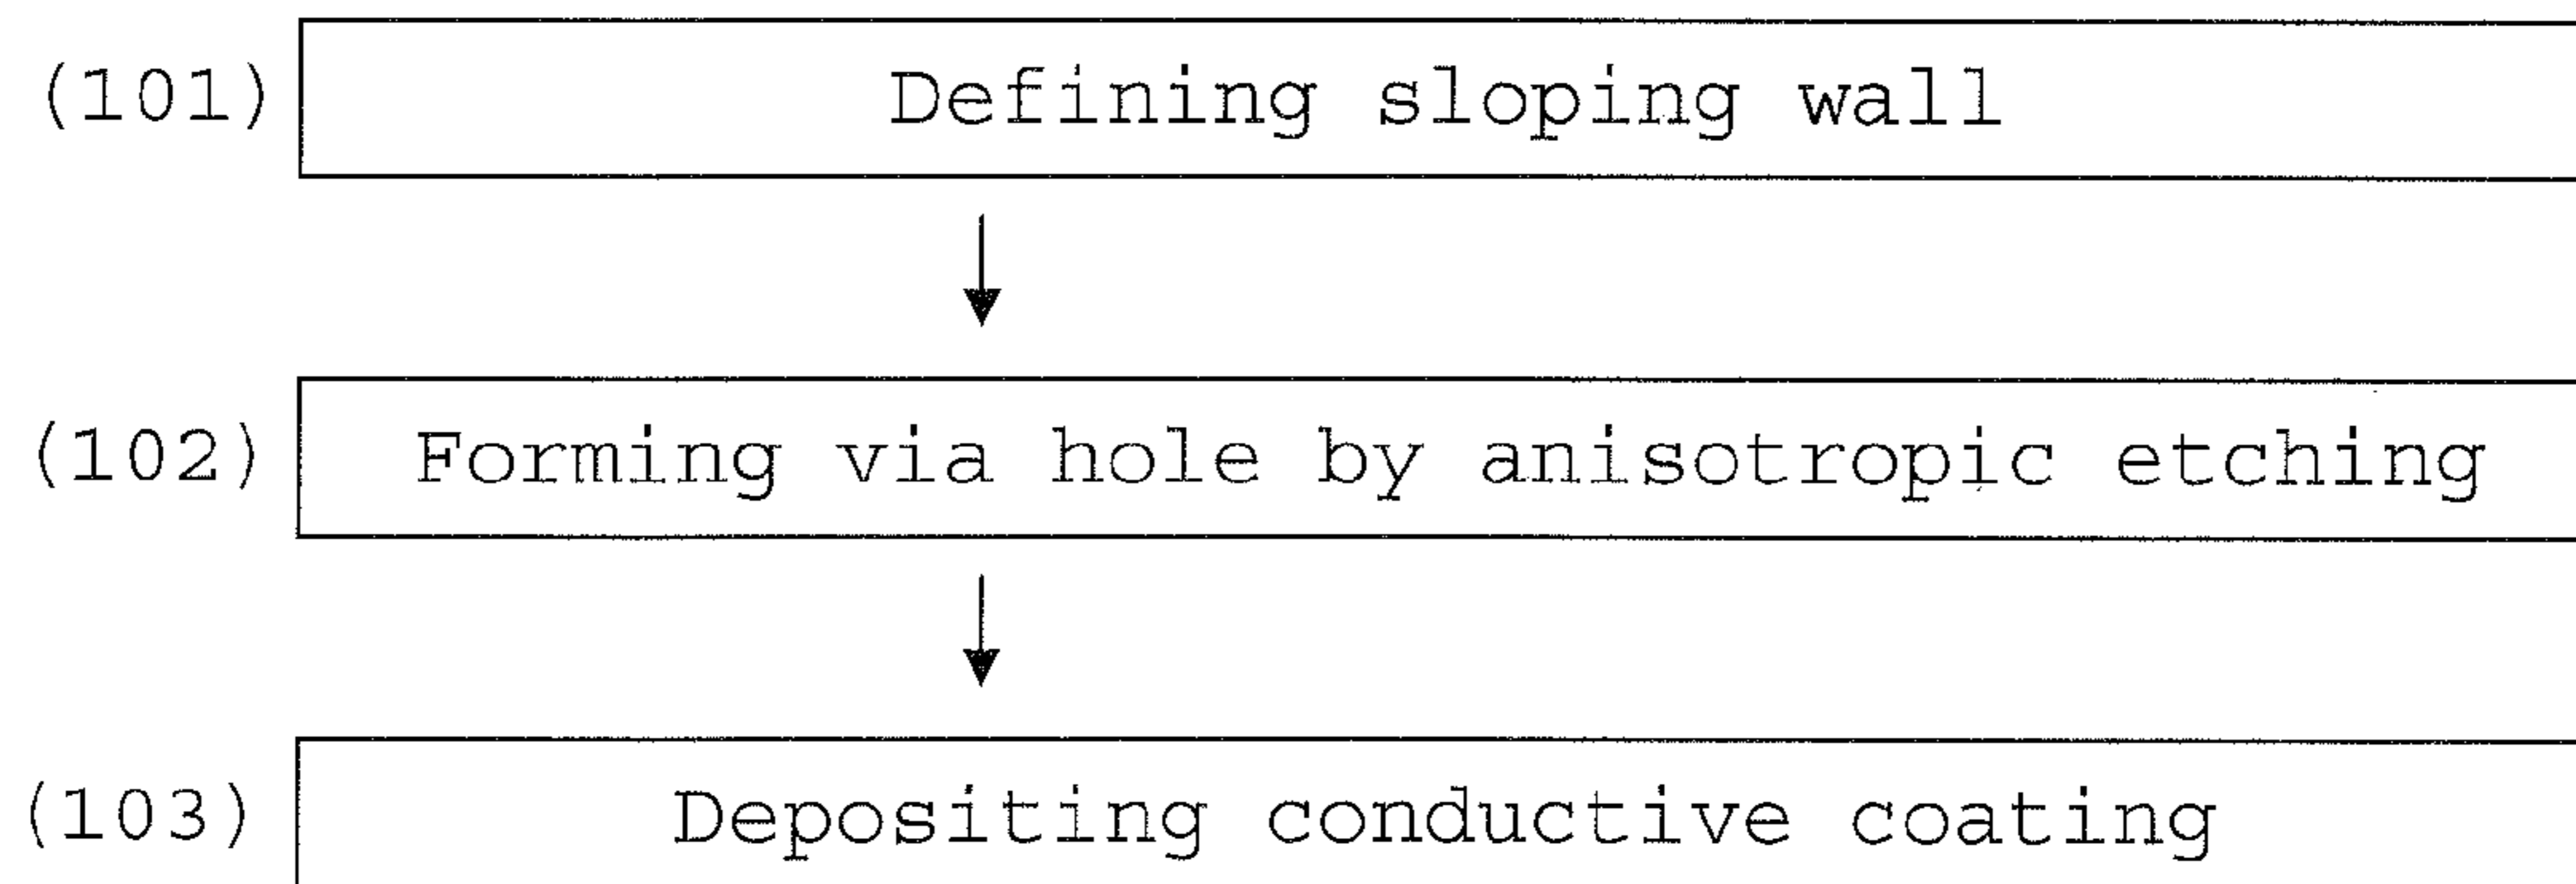 (101) Defining sloping wall
(102) Forming via hole by anisotropic etching
(103) Depositing conductive coating